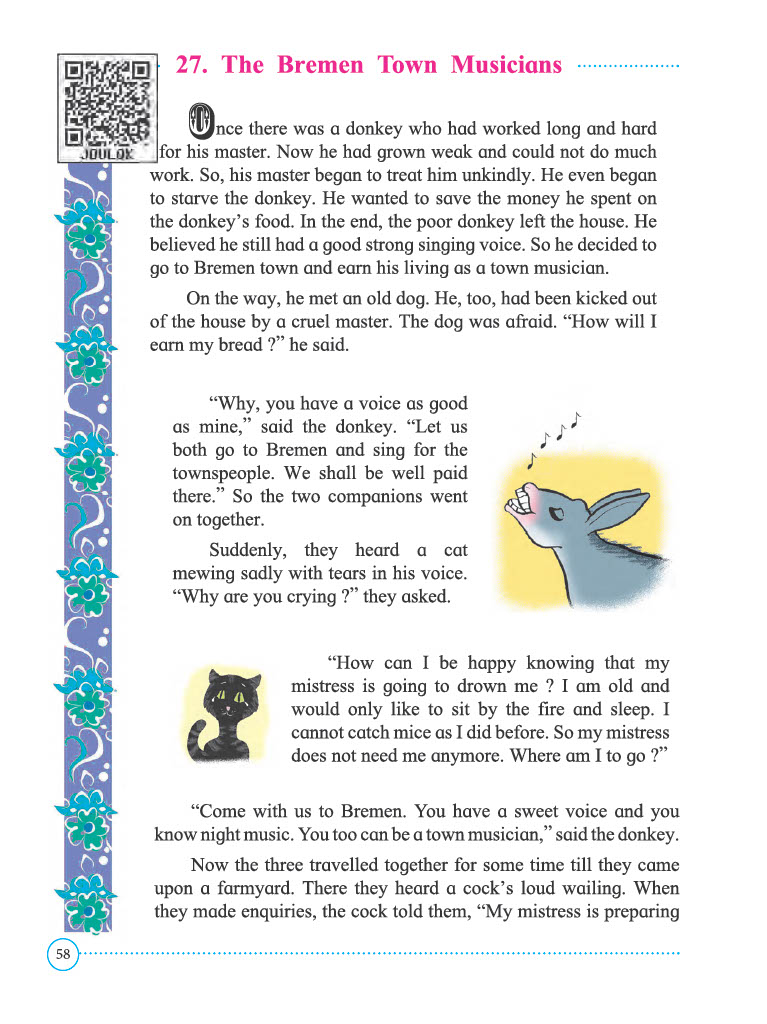 27. The Bremen Town Musicians
Once there was a donkey who had worked long and hard
for his master. Now he had grown weak and could not do much
work. So, his master began to treat him unkindly. He even began
to starve the donkey. He wanted to save the money he spent on
the donkey’s food. In the end, the poor donkey left the house. He
believed he still had a good strong singing voice. So he decided to
go to Bremen town and earn his living as a town musician.
On the way, he met an old dog. He, too, had been kicked out
of the house by a cruel master. The dog was afraid. “How will I
earn my bread ?” he said.
“Why, you have a voice as good
as mine,” said the donkey. “Let us
both go to Bremen and sing for the
townspeople. We shall be well paid
there.” So the two companions went
on together.
Suddenly, they heard a cat
mewing sadly with tears in his voice.
“Why are you crying ?” they asked.
“How can I be happy knowing that my
mistress is going to drown me ? I am old and
would only like to sit by the fire and sleep. I
cannot catch mice as I did before. So my mistress
does not need me anymore. Where am I to go ?”
“Come with us to Bremen. You have a sweet voice and you
know night music. You too can be a town musician,” said the donkey.
Now the three travelled together for some time till they came
upon a farmyard. There they heard a cock’s loud wailing. When
they made enquiries, the cock told them, “My mistress is preparing
58